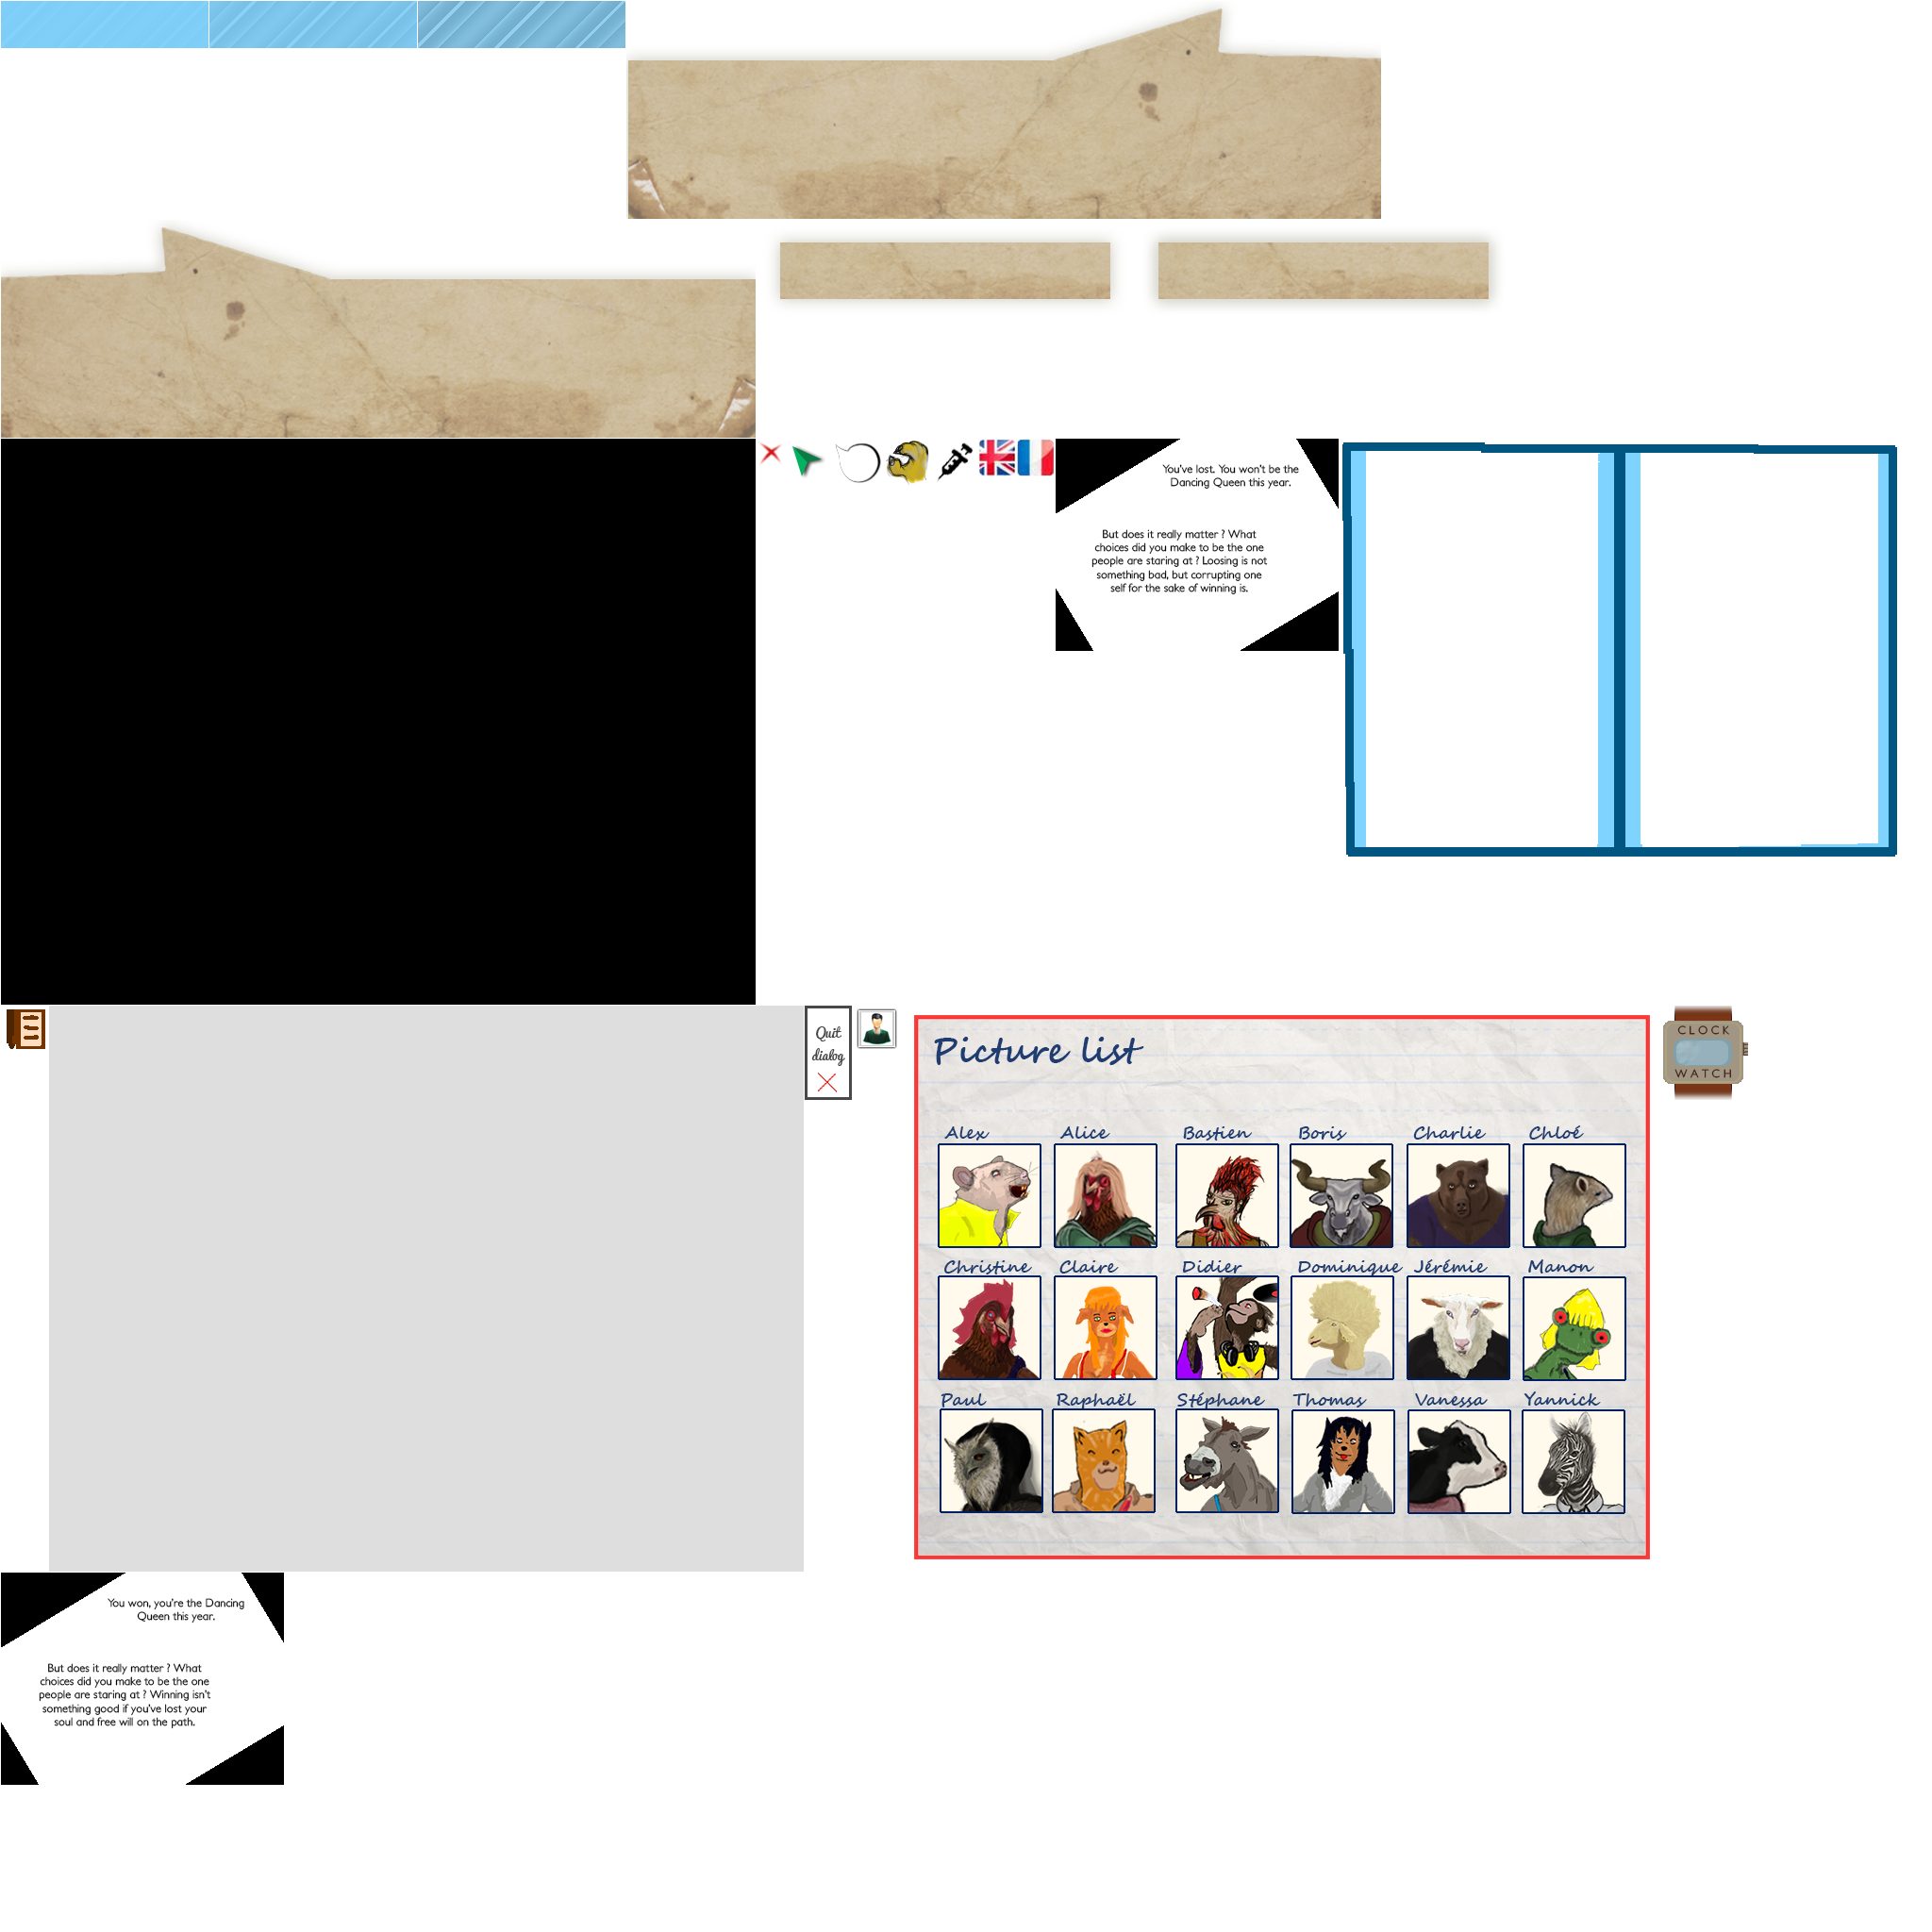 You've lost. You won't be the
Dancing Queen this year.
But does it really matter ? What
choices did you make to be the one
people are staring at ? Loosing is not
something bad, but corrupting one
self for the sake of winning is.
Quit
dialog
Picture list
CLOCK
WATCH
Alex Alice Bastien Boris Charlie Chloé
Christine Claire Didier Dominique Jérémie Manon
Paul Raphaël Stéphane Thomas Vanessa Yannick
You won, you're the Dancing
Queen this year.
But does it really matter ? What
choices did you make to be the one
people are staring at ? Winning isn't
something good if you've lost your
soul and free will on the path.